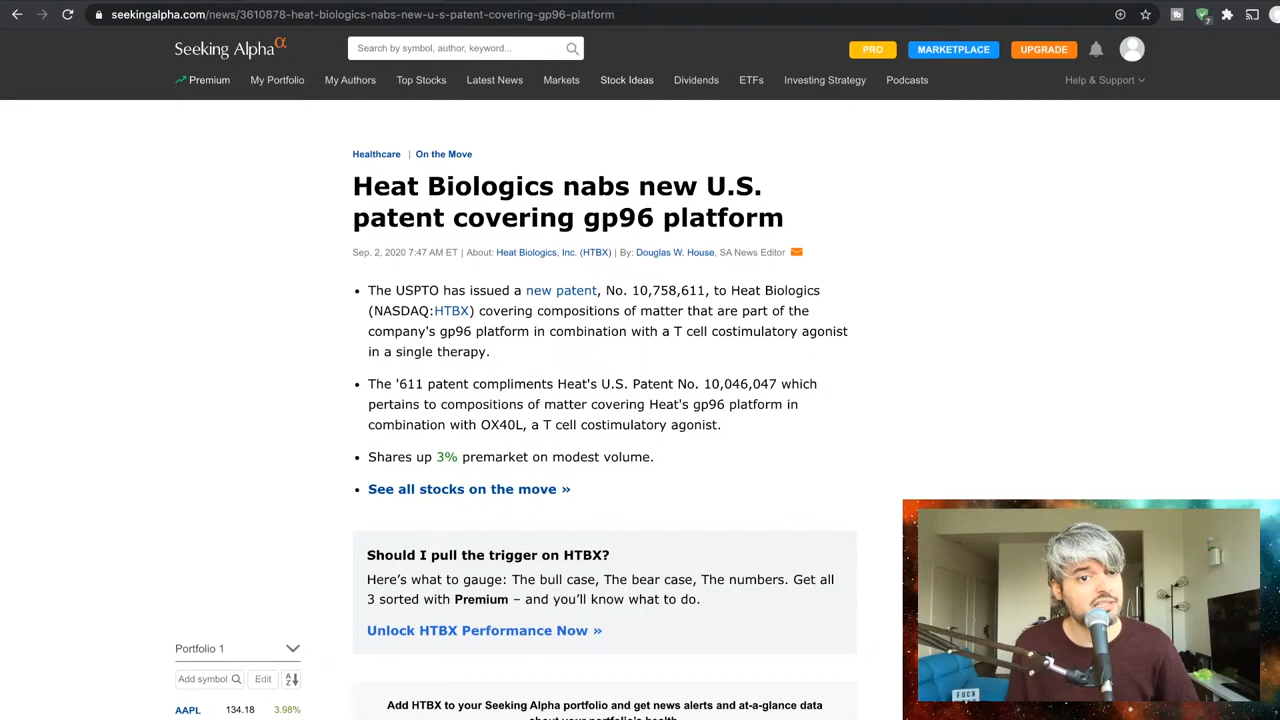 seekingalpha.com/news/3610878-heat-biologics-nabs-new-u-s-patent-covering-gp96-platform
7
Seeking Alphaα
Search by symbol, author, keyword...
PRO
MARKETPLACE
UPGRADE
Premium
My Portfolio
My Authors
Top Stocks
Latest News
Markets
Stock Ideas
Dividends
ETFs
Investing Strategy
Podcasts
Help & Support
Healthcare | On the Move
Heat Biologics nabs new U.S.
patent covering gp96 platform
Sep. 2, 2020 7:47 AM ET | About: Heat Biologics, Inc. (HTBX) | By: Douglas W. House, SA News Editor
• The USPTO has issued a new patent, No. 10,758,611, to Heat Biologics
(NASDAQ:HTBX) covering compositions of matter that are part of the
company's gp96 platform in combination with a T cell costimulatory agonist
in a single therapy.
• The '611 patent compliments Heat's U.S. Patent No. 10,046,047 which
pertains to compositions of matter covering Heat's gp96 platform in
combination with OX40L, a T cell costimulatory agonist.
• Shares up 3% premarket on modest volume.
• See all stocks on the move »
Should I pull the trigger on HTBX?
Here's what to gauge: The bull case, The bear case, The numbers. Get all
3 sorted with Premium – and you'll know what to do.
Unlock HTBX Performance Now »
Portfolio 1
Add symbol
Edit
A
Z
AAPL 134.18 3.98%
Add HTBX to your Seeking Alpha portfolio and get news alerts and at-a-glance data
about your portfolio's health
FUCK